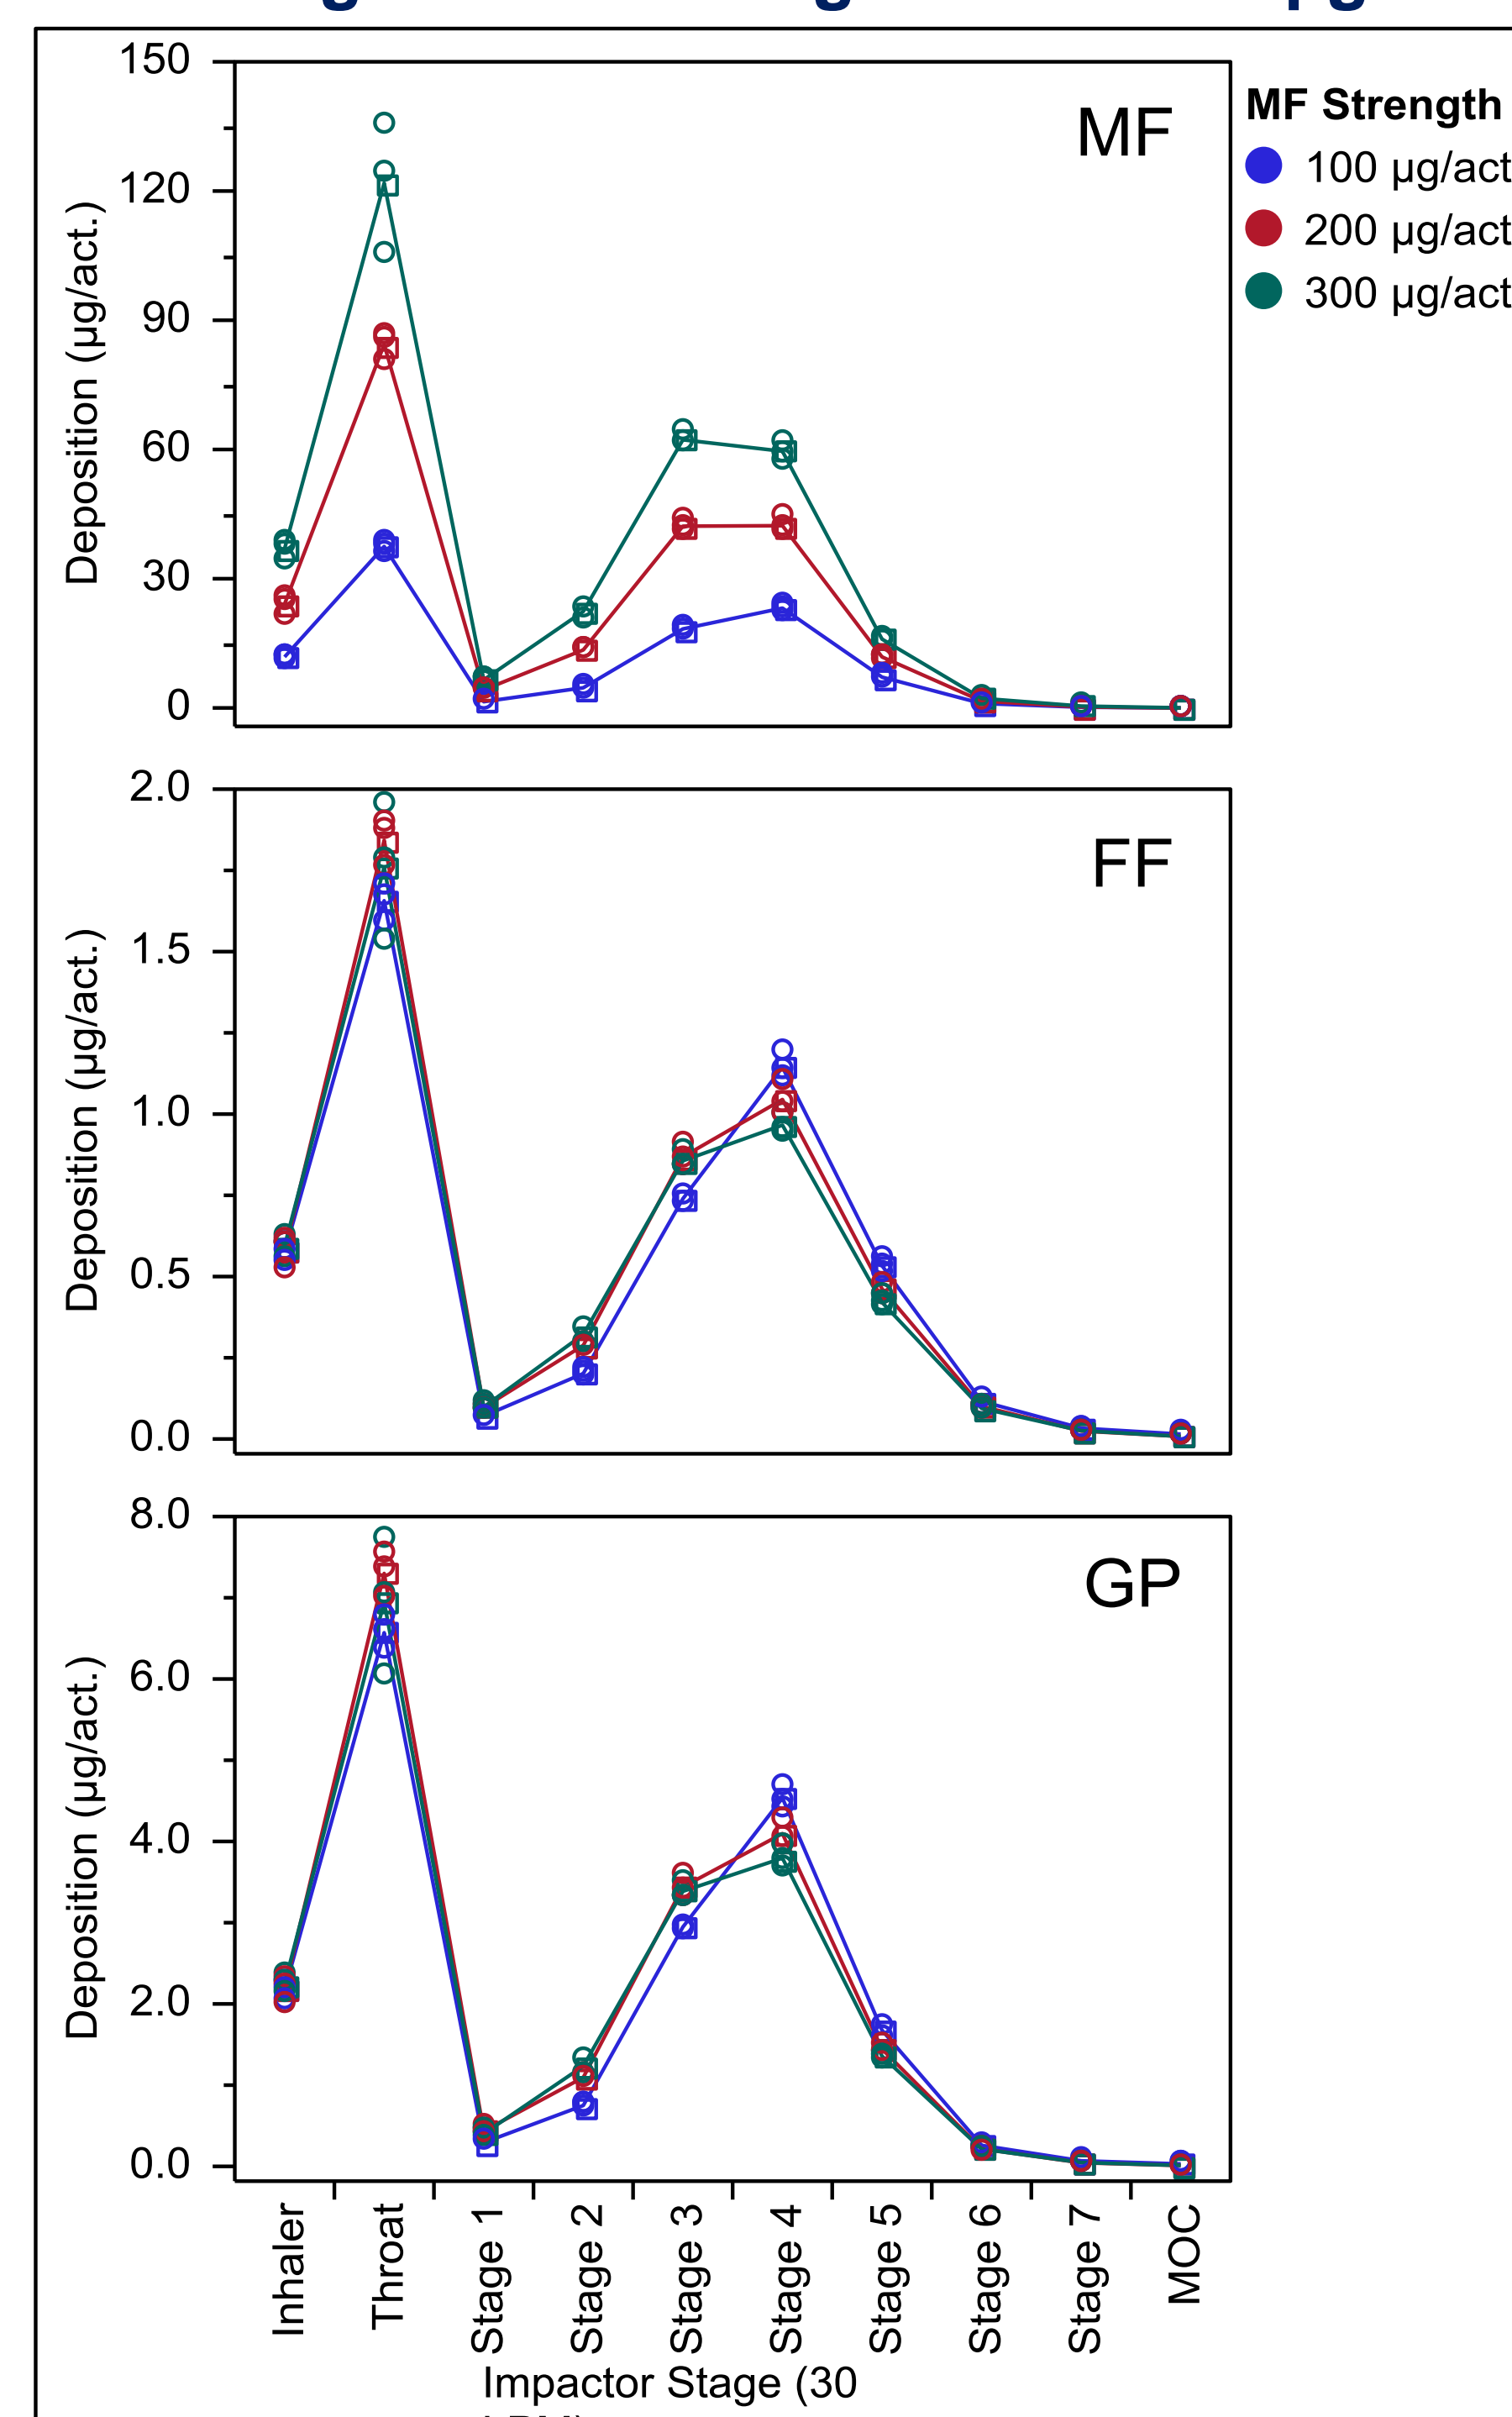 MF
MF Strength
100 µg/act
200 µg/act
300 µg/act
Deposition (µg/act.)
150
120
90
60
30
0
FF
Deposition (µg/act.)
2.0
1.5
1.0
0.5
0.0
GP
Deposition (µg/act.)
8.0
6.0
4.0
2.0
0.0
Inhaler
Throat
Stage 1
Stage 2
Stage 3
Stage 4
Stage 5
Stage 6
Stage 7
MOC
Impactor Stage (30